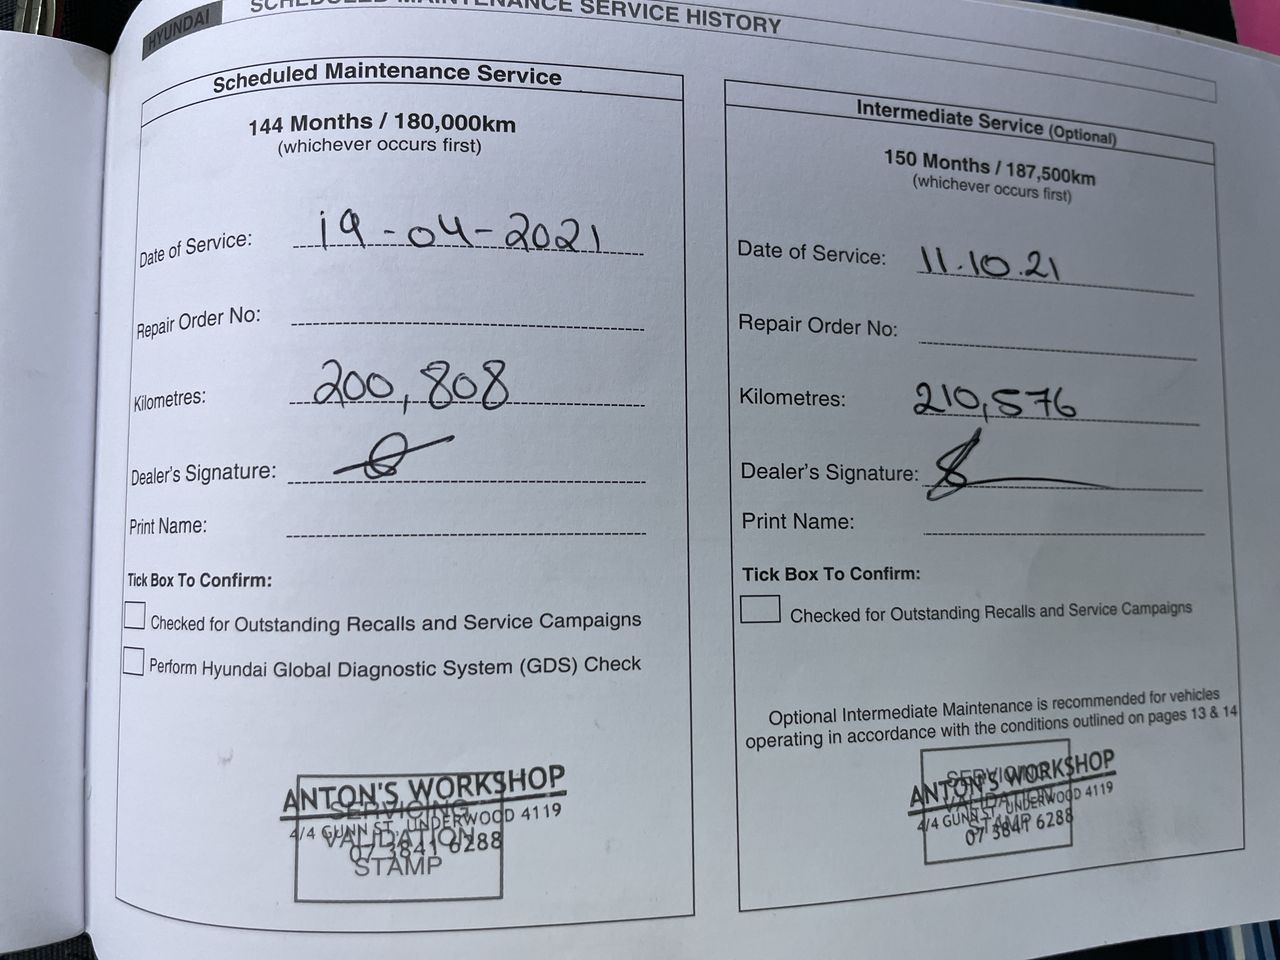 HYUNDAI
SCHEDULED MAINTENANCE SERVICE HISTORY
Scheduled Maintenance Service
144 Months / 180,000km
(whichever occurs first)
Date of Service: 19-04-2021
Repair Order No:
Kilometres: 200,808
Dealer's Signature:
Print Name:
Tick Box To Confirm:
Checked for Outstanding Recalls and Service Campaigns
Perform Hyundai Global Diagnostic System (GDS) Check
ANTON'S WORKSHOP
SERVICING
4/4 GUNN ST, UNDERWOOD 4119
VALIDATION
07 3841 6288
STAMP
Intermediate Service (Optional)
150 Months / 187,500km
(whichever occurs first)
Date of Service: 11.10.21
Repair Order No:
Kilometres: 210,576
Dealer's Signature:
Print Name:
Tick Box To Confirm:
Checked for Outstanding Recalls and Service Campaigns
Optional Intermediate Maintenance is recommended for vehicles
operating in accordance with the conditions outlined on pages 13 & 14
SERVICING
ANTON'S WORKSHOP
VALIDATION
4/4 GUNN ST, UNDERWOOD 4119
STAMP
07 3841 6288